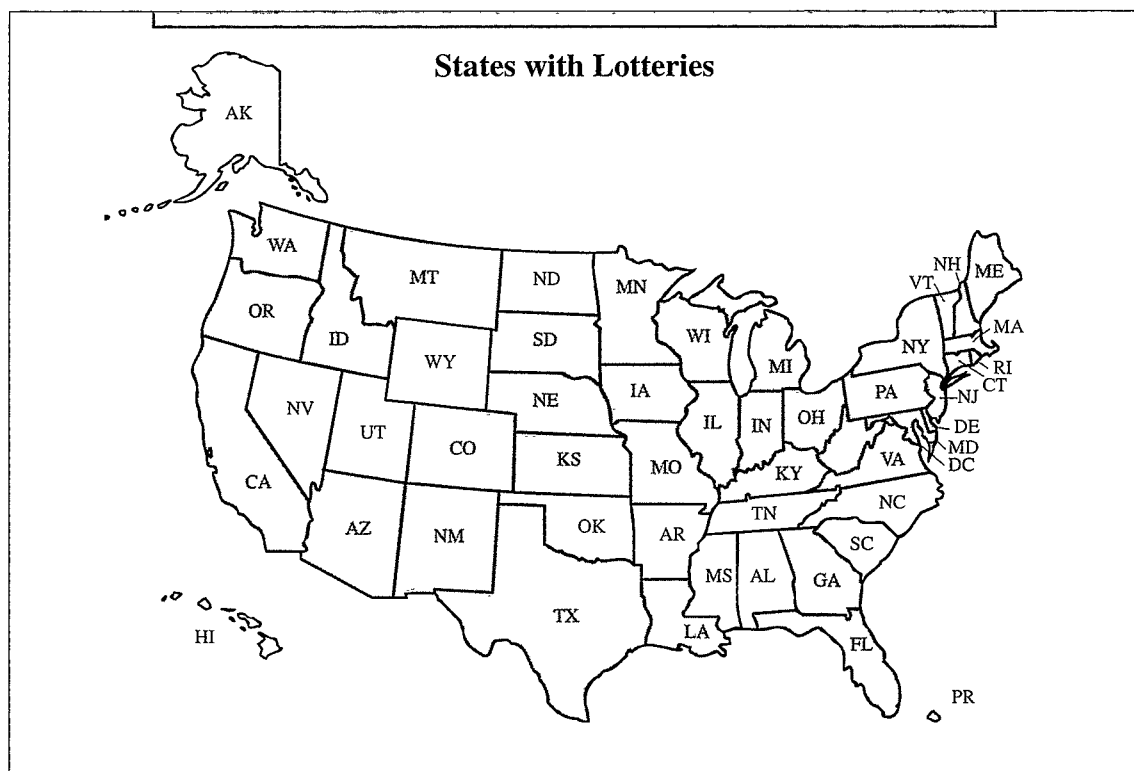 States with Lotteries
AK
WA
MT
ND
MN
NH
VT
ME
OR
ID
SD
WI
MA
WY
MI
NY
RI
CT
NV
NE
IA
PA
NJ
UT
CO
IL
IN
OH
DE
MD
DC
KS
MO
KY
VA
CA
AZ
NM
OK
AR
TN
NC
SC
MS
AL
GA
TX
LA
FL
HI
PR